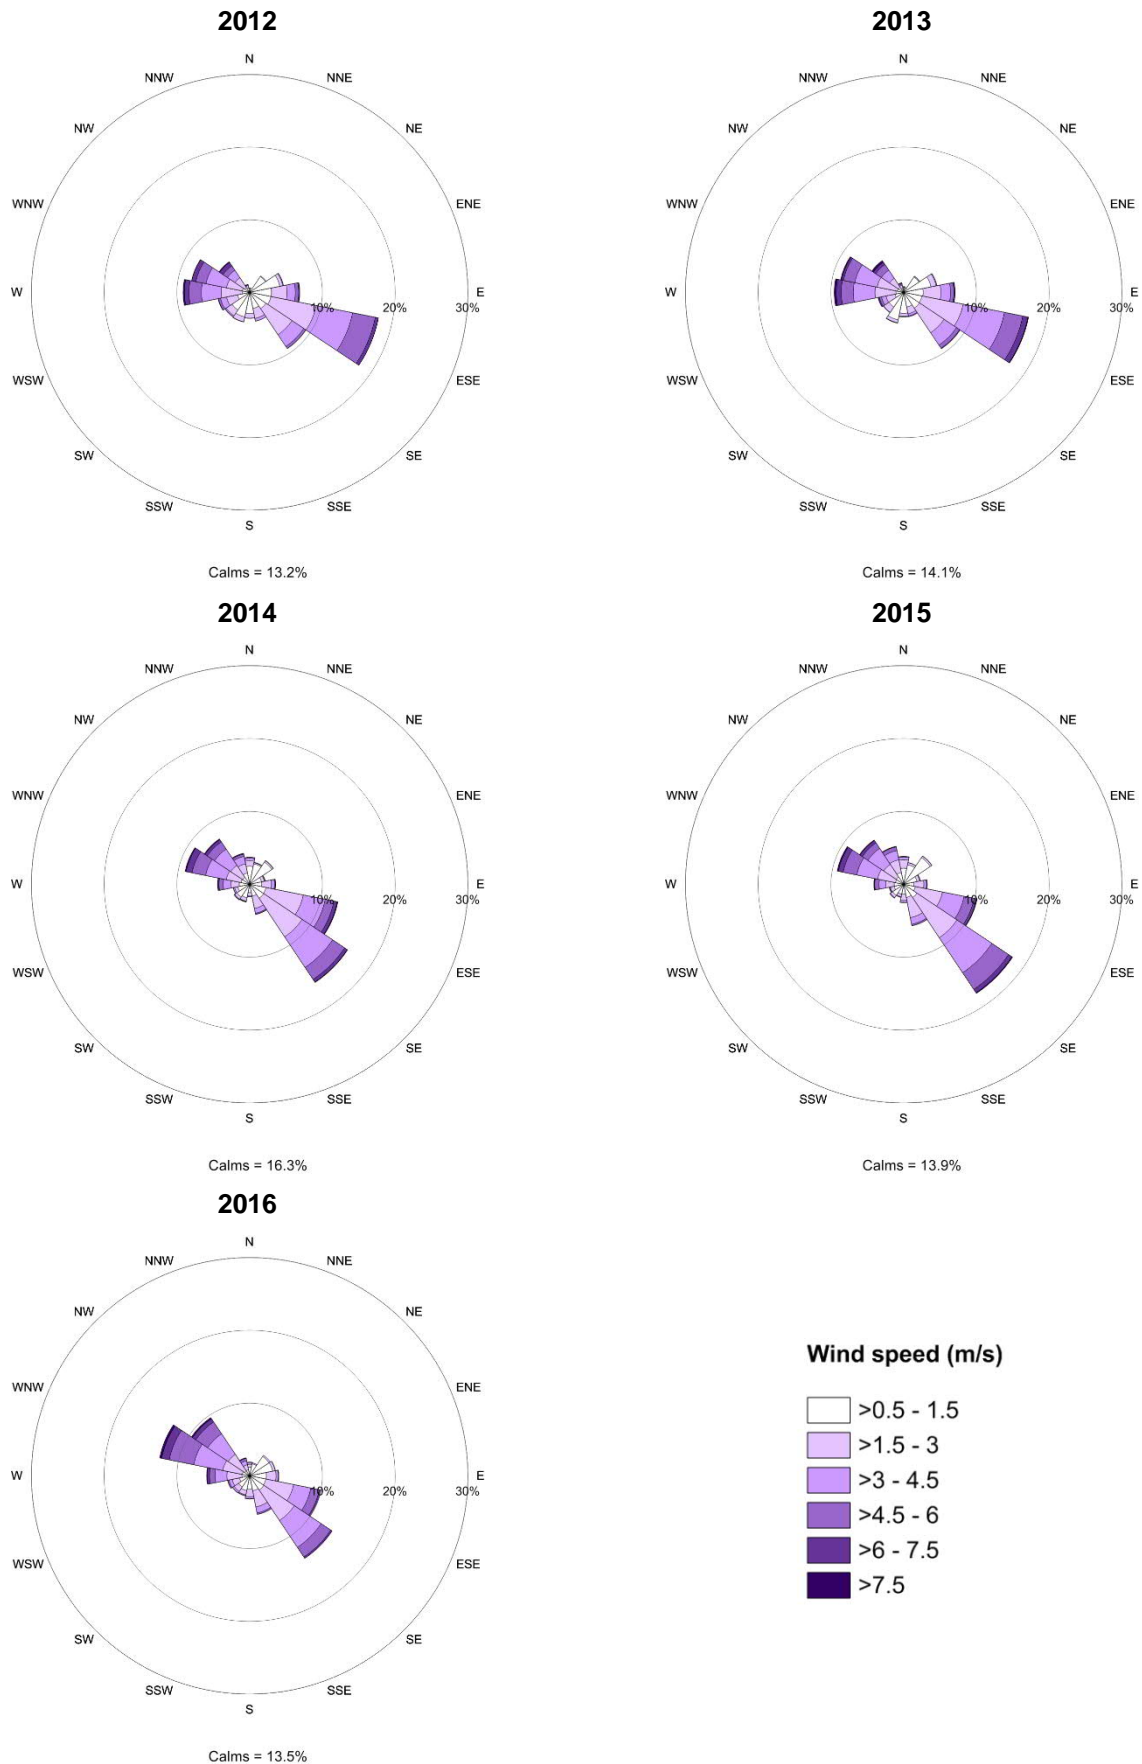 2012
N
NNW NNE
NW NE
WNW ENE
W E
10% 20% 30%
WSW ESE
SW SE
SSW SSE
S
Calms = 13.2%
2013
N
NNW NNE
NW NE
WNW ENE
W E
10% 20% 30%
WSW ESE
SW SE
SSW SSE
S
Calms = 14.1%
2014
N
NNW NNE
NW NE
WNW ENE
W E
10% 20% 30%
WSW ESE
SW SE
SSW SSE
S
Calms = 16.3%
2015
N
NNW NNE
NW NE
WNW ENE
W E
10% 20% 30%
WSW ESE
SW SE
SSW SSE
S
Calms = 13.9%
2016
N
NNW NNE
NW NE
WNW ENE
W E
10% 20% 30%
WSW ESE
SW SE
SSW SSE
S
Calms = 13.5%
Wind speed (m/s)
>0.5 - 1.5
>1.5 - 3
>3 - 4.5
>4.5 - 6
>6 - 7.5
>7.5